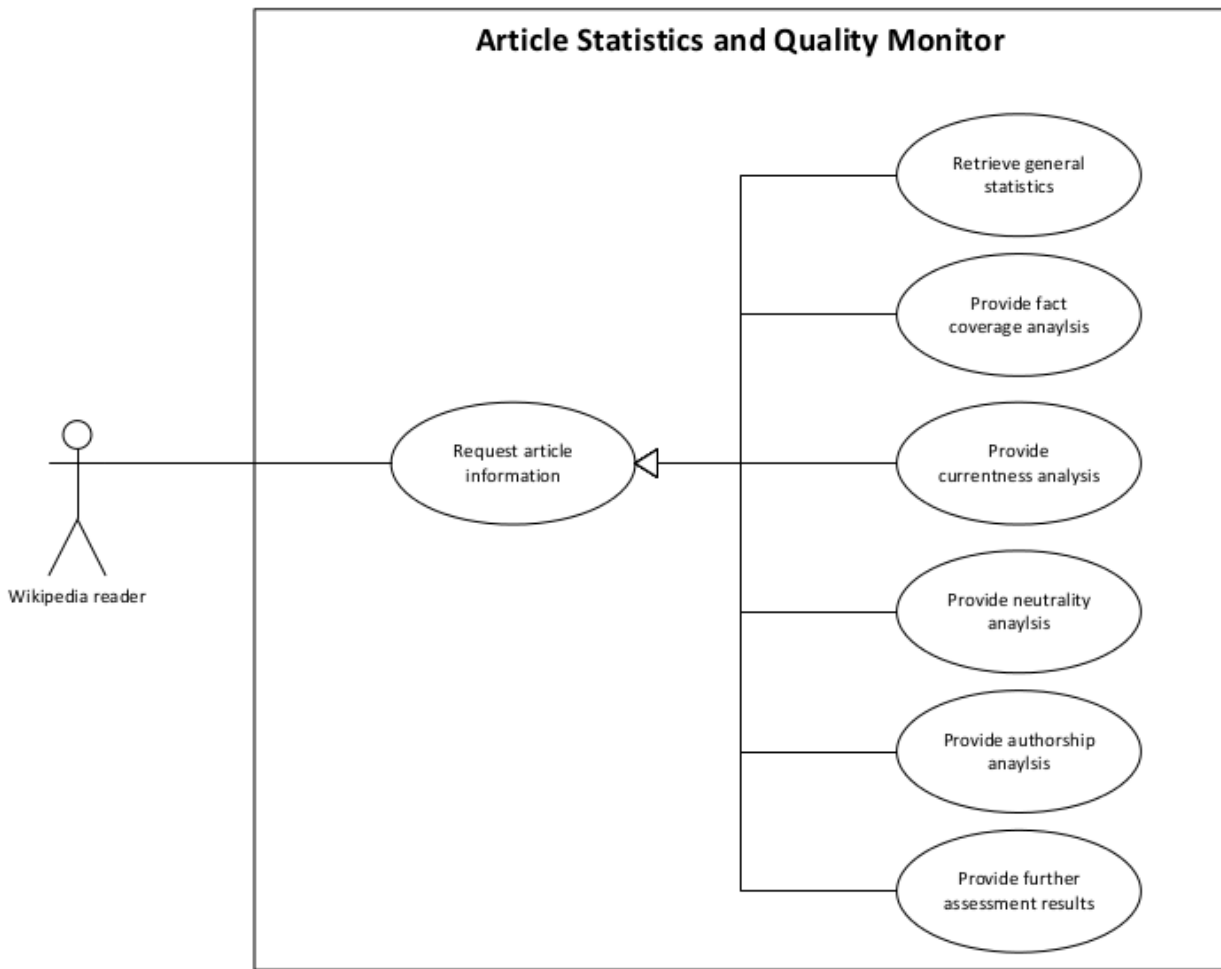 Article Statistics and Quality Monitor
Retrieve general
statistics
Provide fact
coverage anaylsis
Request article
information
Provide
currentness analysis
Wikipedia reader
Provide neutrality
anaylsis
Provide authorship
anaylsis
Provide further
assessment results